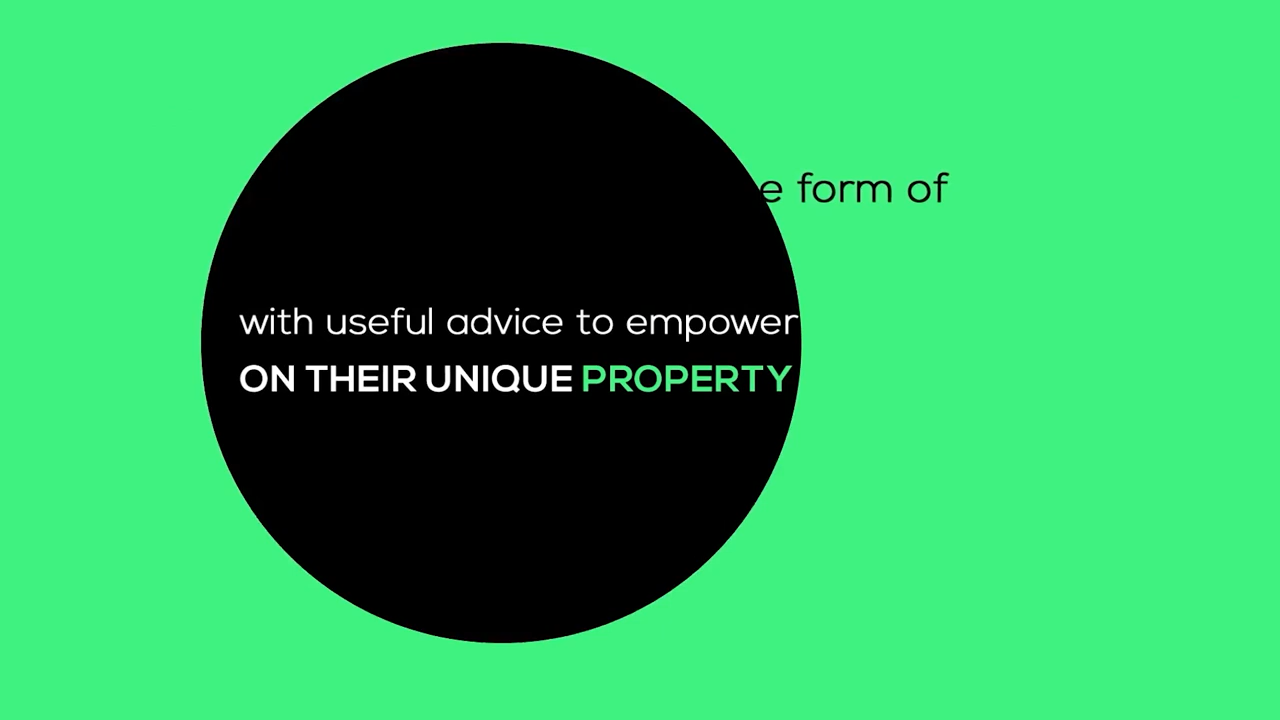 form of
with useful advice to empower
ON THEIR UNIQUE PROPERTY